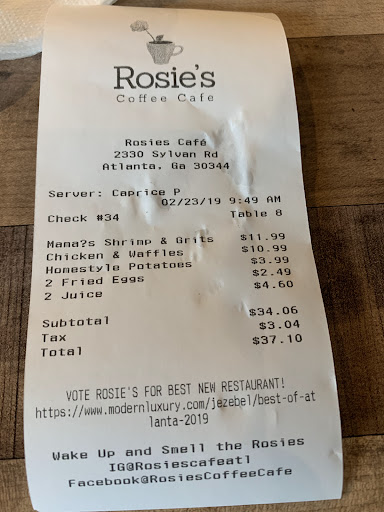 Rosie's
Coffee Cafe
Rosies Café
2330 Sylvan Rd
Atlanta, Ga 30344
Server: Caprice P
02/23/19 9:49 AM
Check #34 Table 8
Mama?s Shrimp & Grits $11.99
Chicken & Waffles $10.99
Homestyle Potatoes $3.99
2 Fried Eggs $2.49
2 Juice $4.60
Subtotal $34.06
Tax $3.04
Total $37.10
VOTE ROSIE'S FOR BEST NEW RESTAURANT!
https://www.modernluxury.com/jezebel/best-of-at
lanta-2019
Wake Up and Smell the Rosies
IG@Rosiescafeatl
Facebook@RosiesCoffeeCafe